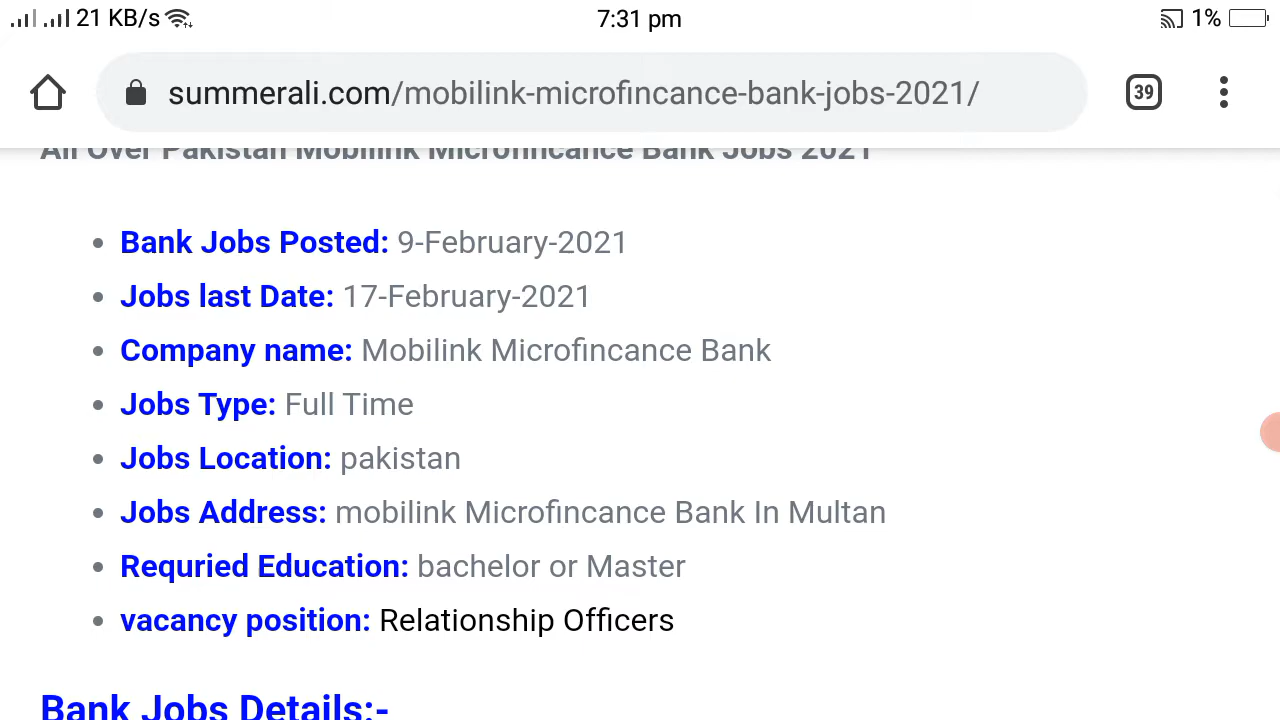 21 KB/s
7:31 pm
1%
summerali.com/mobilink-microfincance-bank-jobs-2021/
39
All Over Pakistan Mobilink Microfincance Bank Jobs 2021
Bank Jobs Posted: 9-February-2021
Jobs last Date: 17-February-2021
Company name: Mobilink Microfincance Bank
Jobs Type: Full Time
Jobs Location: pakistan
Jobs Address: mobilink Microfincance Bank In Multan
Requried Education: bachelor or Master
vacancy position: Relationship Officers
Bank Jobs Details:-